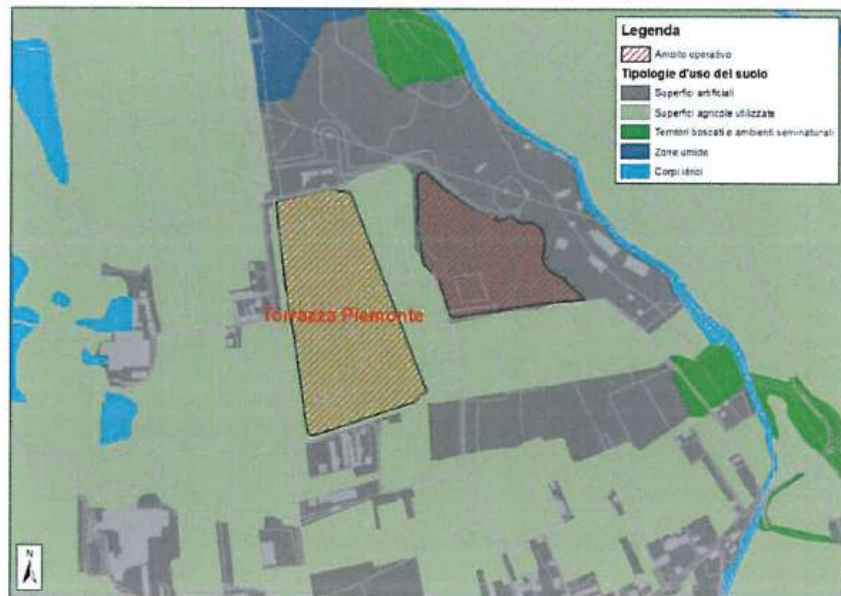 Legenda
Ambito operativo
Tipologie d'uso del suolo
Superfici artificiali
Superfici agricole utilizzate
Territori boscati e ambienti seminaturali
Zone umide
Corpi idrici
Torrazza Piemonte
N